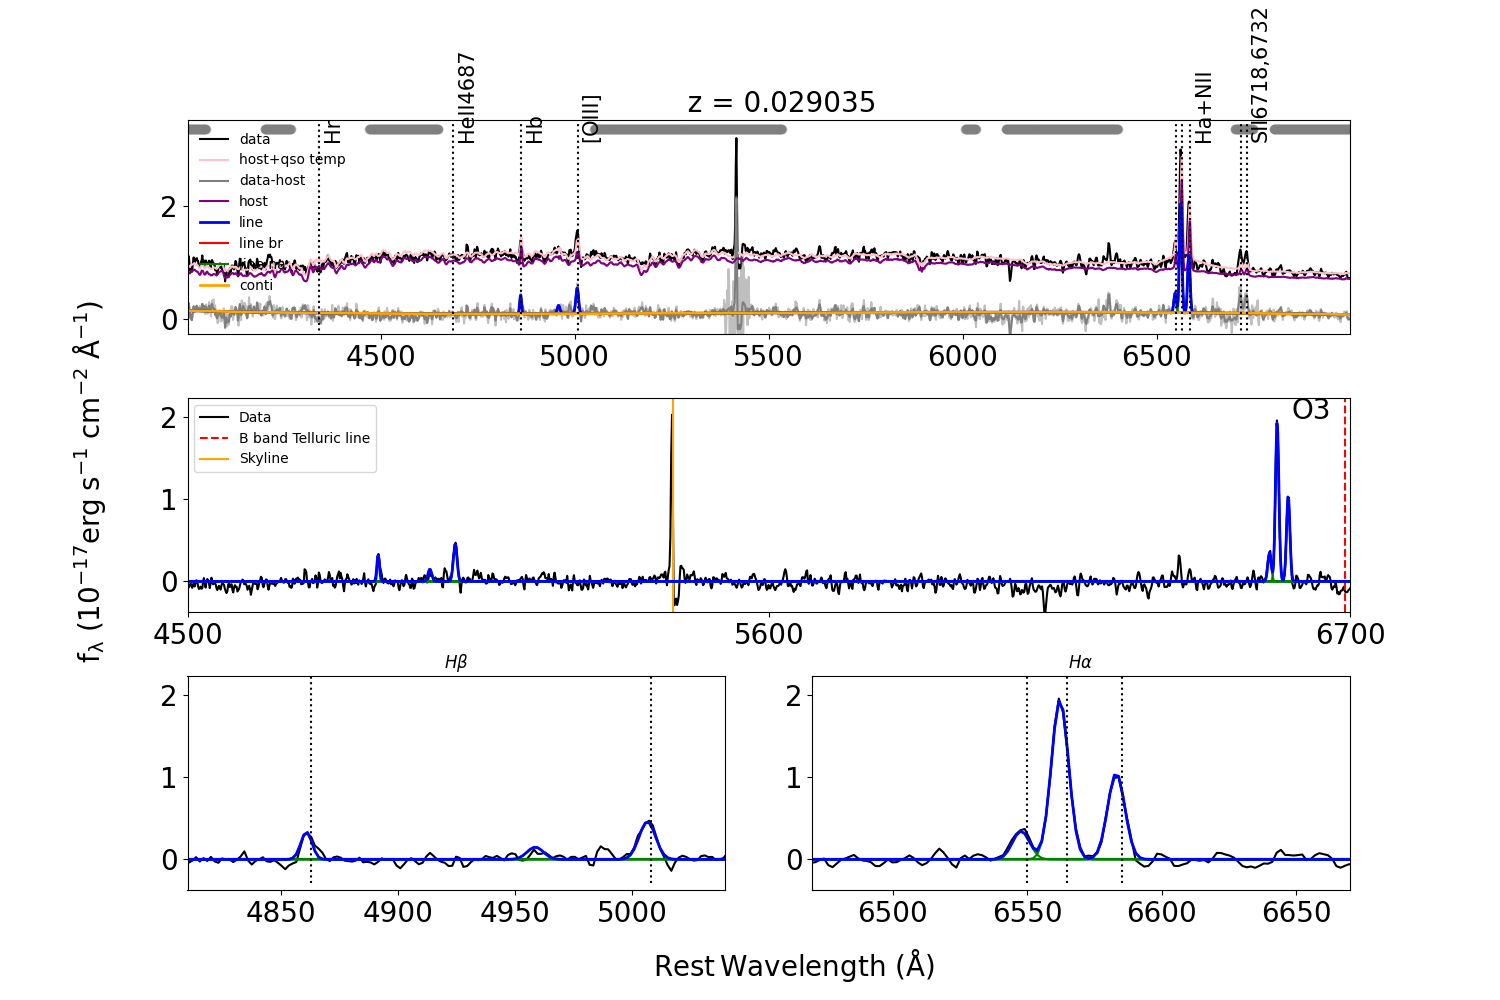 z = 0.029035
Hr
HeII4687
Hb
[OIII]
Ha+NII
SII6718,6732
data
host+qso temp
data-host
host
line
line br
conti
2
0
4500
5000
5500
6000
6500
Data
B band Telluric line
Skyline
O3
2
1
0
4500
5600
6700
fλ (10⁻¹⁷erg s⁻¹ cm⁻² Å⁻¹)
Hβ
2
1
0
4850
4900
4950
5000
Hα
2
1
0
6500
6550
6600
6650
Rest Wavelength (Å)